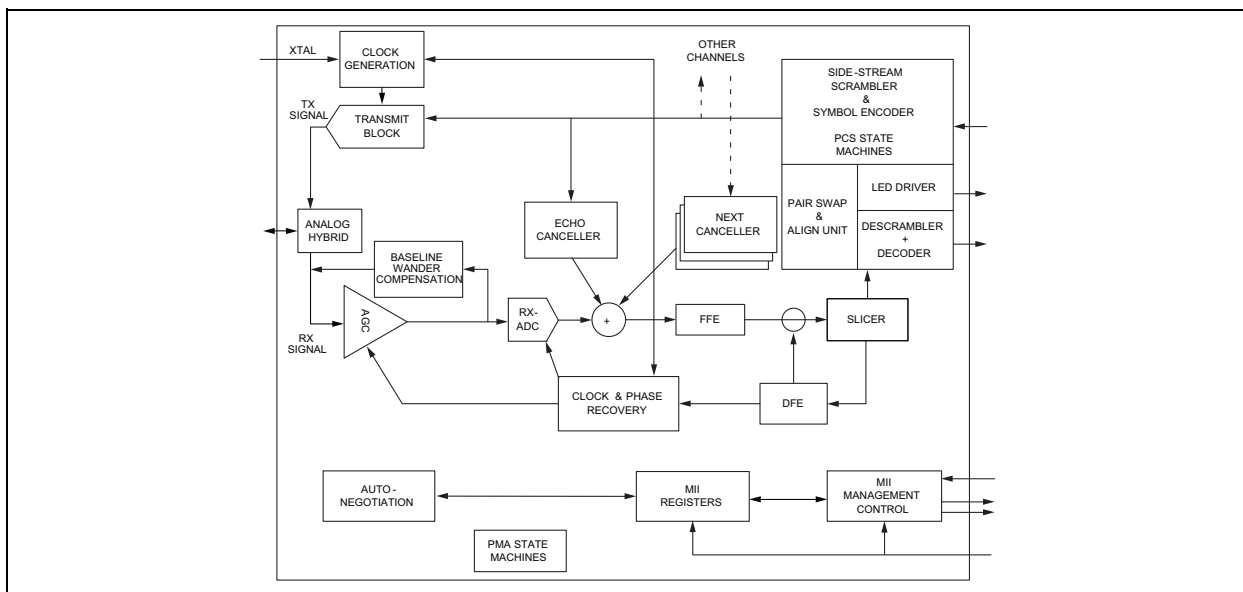 XTAL
CLOCK
GENERATION
OTHER
CHANNELS
SIDE-STREAM
SCRAMBLER
&
SYMBOL ENCODER
PCS STATE
MACHINES
TX
SIGNAL
TRANSMIT
BLOCK
PAIR SWAP
&
ALIGN UNIT
LED DRIVER
DESCRAMBLER
+
DECODER
ANALOG
HYBRID
ECHO
CANCELLER
NEXT
CANCELLER
BASELINE
WANDER
COMPENSATION
RX
SIGNAL
AGC
RX-
ADC
+
FFE
SLICER
CLOCK & PHASE
RECOVERY
DFE
AUTO -
NEGOTIATION
MII
REGISTERS
MII
MANAGEMENT
CONTROL
PMA STATE
MACHINES